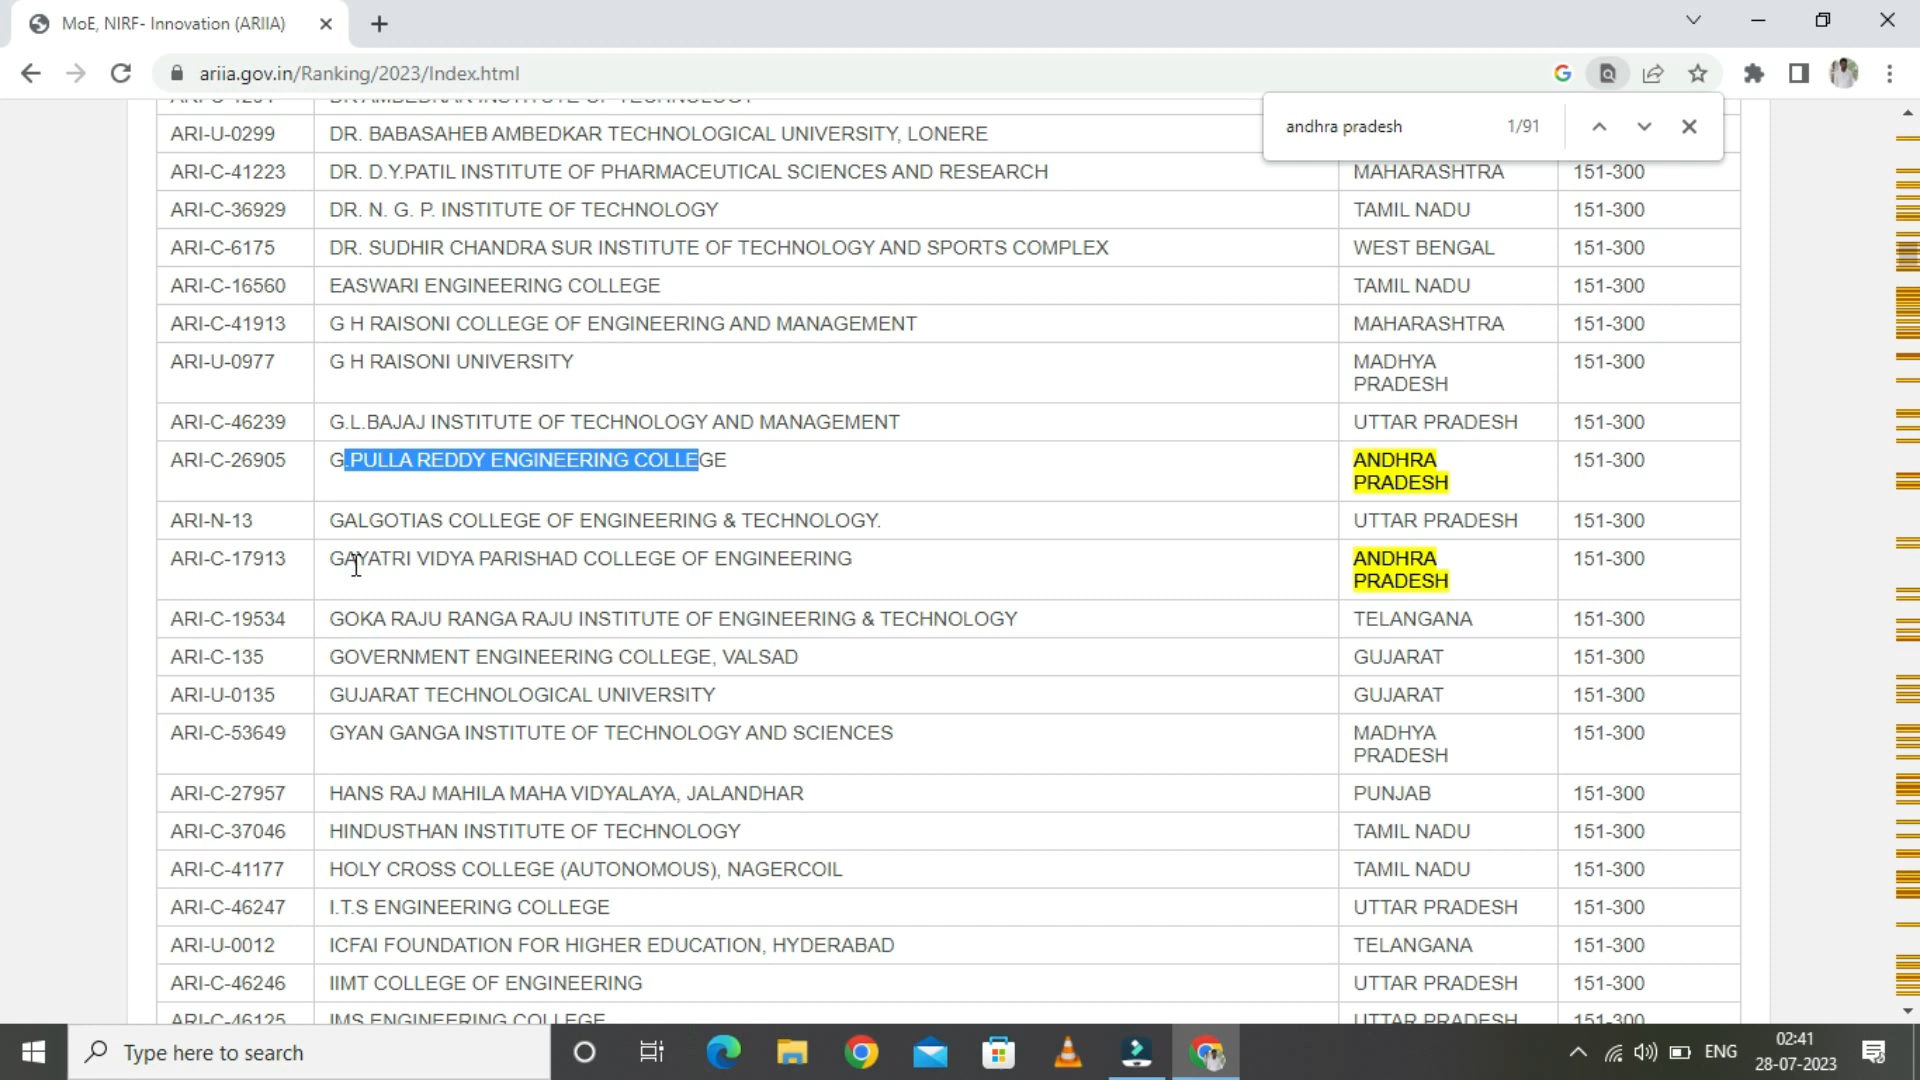 MoE, NIRF- Innovation (ARIIA)
ariia.gov.in/Ranking/2023/Index.html
andhra pradesh 1/91
ARI-U-0299 DR. BABASAHEB AMBEDKAR TECHNOLOGICAL UNIVERSITY, LONERE
ARI-C-41223 DR. D.Y.PATIL INSTITUTE OF PHARMACEUTICAL SCIENCES AND RESEARCH MAHARASHTRA 151-300
ARI-C-36929 DR. N. G. P. INSTITUTE OF TECHNOLOGY TAMIL NADU 151-300
ARI-C-6175 DR. SUDHIR CHANDRA SUR INSTITUTE OF TECHNOLOGY AND SPORTS COMPLEX WEST BENGAL 151-300
ARI-C-16560 EASWARI ENGINEERING COLLEGE TAMIL NADU 151-300
ARI-C-41913 G H RAISONI COLLEGE OF ENGINEERING AND MANAGEMENT MAHARASHTRA 151-300
ARI-U-0977 G H RAISONI UNIVERSITY MADHYA 151-300
PRADESH
ARI-C-46239 G.L.BAJAJ INSTITUTE OF TECHNOLOGY AND MANAGEMENT UTTAR PRADESH 151-300
ARI-C-26905 G.PULLA REDDY ENGINEERING COLLEGE ANDHRA 151-300
PRADESH
ARI-N-13 GALGOTIAS COLLEGE OF ENGINEERING & TECHNOLOGY. UTTAR PRADESH 151-300
ARI-C-17913 GAYATRI VIDYA PARISHAD COLLEGE OF ENGINEERING ANDHRA 151-300
PRADESH
ARI-C-19534 GOKA RAJU RANGA RAJU INSTITUTE OF ENGINEERING & TECHNOLOGY TELANGANA 151-300
ARI-C-135 GOVERNMENT ENGINEERING COLLEGE, VALSAD GUJARAT 151-300
ARI-U-0135 GUJARAT TECHNOLOGICAL UNIVERSITY GUJARAT 151-300
ARI-C-53649 GYAN GANGA INSTITUTE OF TECHNOLOGY AND SCIENCES MADHYA 151-300
PRADESH
ARI-C-27957 HANS RAJ MAHILA MAHA VIDYALAYA, JALANDHAR PUNJAB 151-300
ARI-C-37046 HINDUSTHAN INSTITUTE OF TECHNOLOGY TAMIL NADU 151-300
ARI-C-41177 HOLY CROSS COLLEGE (AUTONOMOUS), NAGERCOIL TAMIL NADU 151-300
ARI-C-46247 I.T.S ENGINEERING COLLEGE UTTAR PRADESH 151-300
ARI-U-0012 ICFAI FOUNDATION FOR HIGHER EDUCATION, HYDERABAD TELANGANA 151-300
ARI-C-46246 IIMT COLLEGE OF ENGINEERING UTTAR PRADESH 151-300
ARI-C-46125 IMS ENGINEERING COLLEGE UTTAR PRADESH 151-300
Type here to search
ENG
02:41
28-07-2023